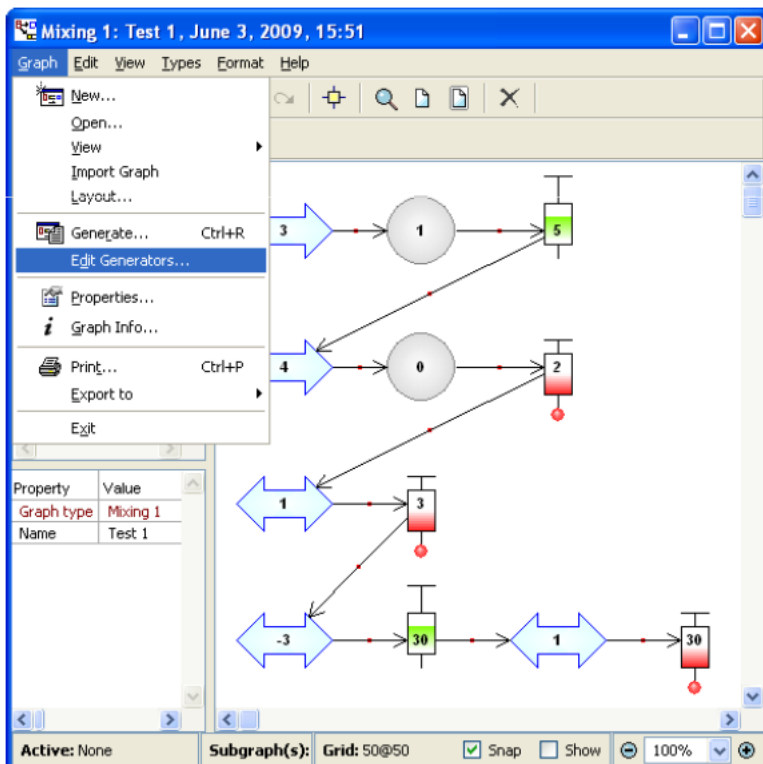 Mixing 1: Test 1, June 3, 2009, 15:51
Graph Edit View Types Format Help
New...
Open...
View
Import Graph
Layout...
Generate... Ctrl+R
Edit Generators...
Properties...
Graph Info...
Print... Ctrl+P
Export to
Exit
3 1 5
4 0 2
1 3
-3 30 1 30
Property Value
Graph type Mixing 1
Name Test 1
Active: None Subgraph(s): Grid: 50@50 Snap Show 100%